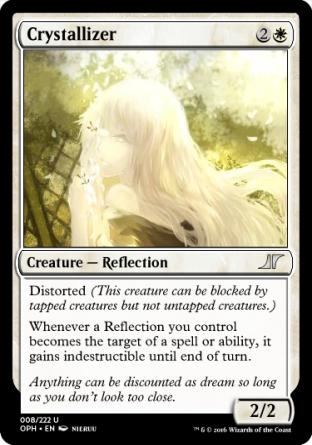 Crystallizer 2
Creature — Reflection
Distorted (This creature can be blocked by
tapped creatures but not untapped creatures.)
Whenever a Reflection you control
becomes the target of a spell or ability, it
gains indestructible until end of turn.
Anything can be discounted as dream so long
as you don't look too close.
2/2
008/222 U
OPH • EN NIERUU
™ & © 2016 Wizards of the Coast